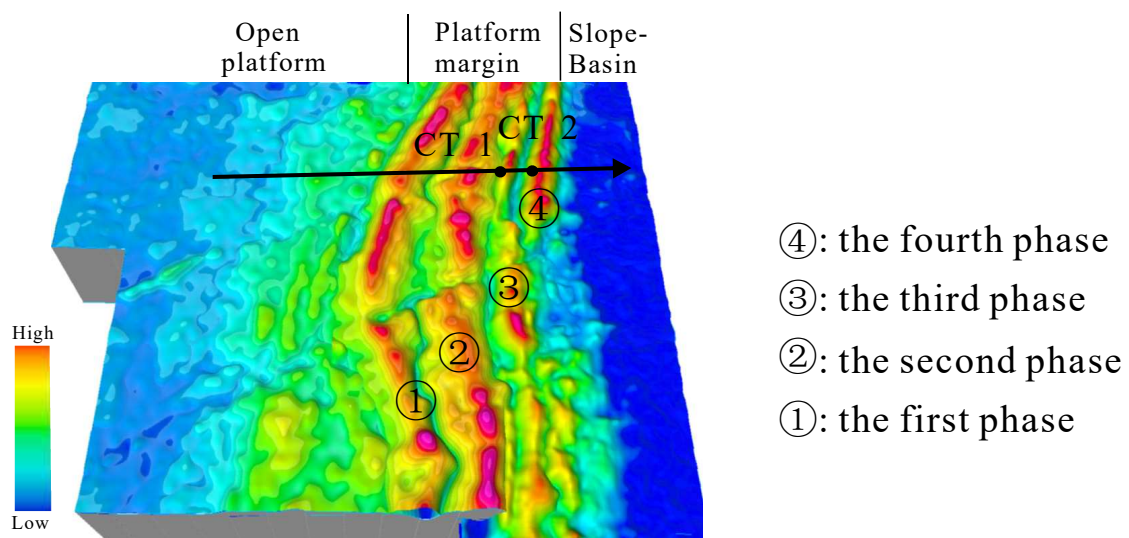 Open
platform
Platform
margin
Slope-
Basin
CT 1
CT 2
④
③
②
①
High
Low
④: the fourth phase
③: the third phase
②: the second phase
①: the first phase